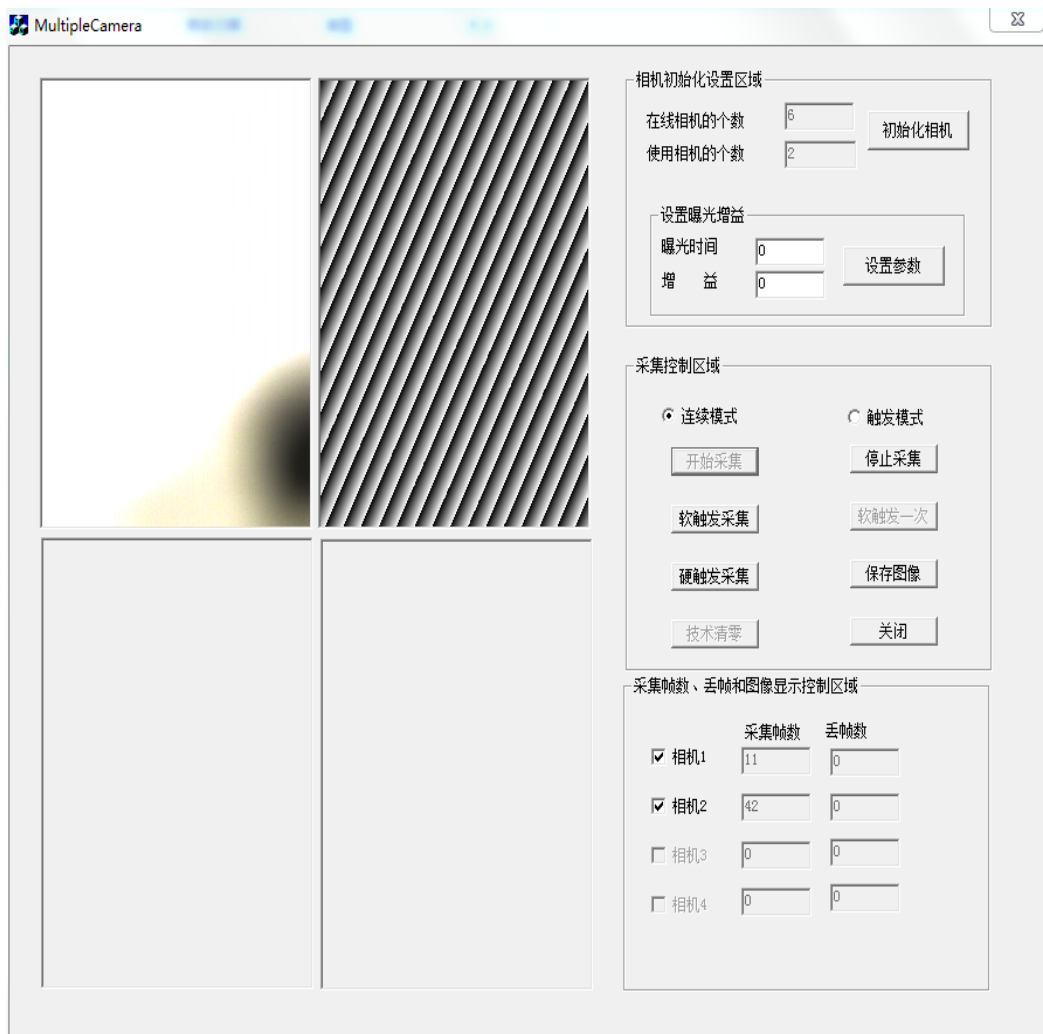 MultipleCamera
相机初始化设置区域
在线相机的个数 6
初始化相机
使用相机的个数 2
设置曝光增益
曝光时间 0
设置参数
增 益 0
采集控制区域
连续模式 触发模式
开始采集 停止采集
软触发采集 软触发一次
硬触发采集 保存图像
技术清零 关闭
采集帧数、丢帧和图像显示控制区域
采集帧数 丢帧数
相机1 11 0
相机2 42 0
相机3 0 0
相机4 0 0